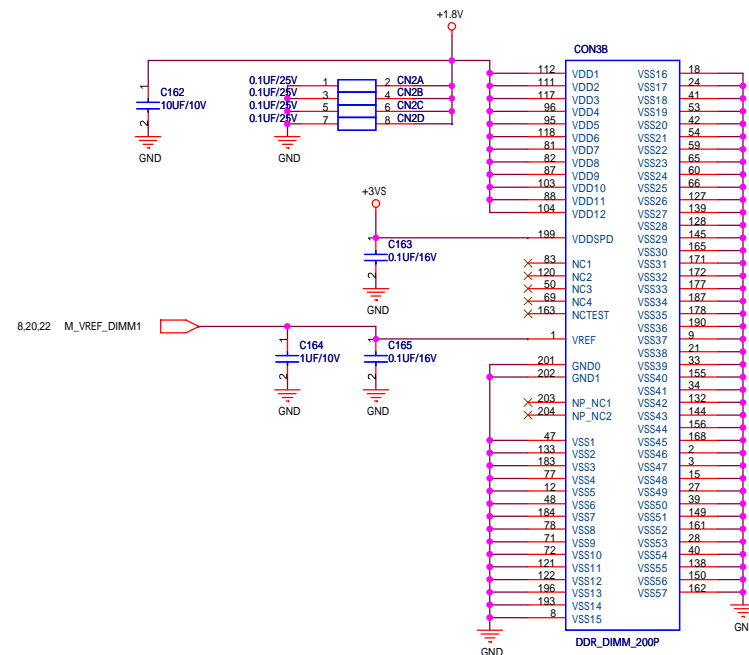 +1.8V
CON3B
C162
10UF/10V
1
2
GND
0.1UF/25V 1 2 CN2A
0.1UF/25V 3 4 CN2B
0.1UF/25V 5 6 CN2C
0.1UF/25V 7 8 CN2D
GND
+3VS
C163
0.1UF/16V
1
2
GND
8,20,22 M_VREF_DIMM1
C164
1UF/10V
1
2
GND
C165
0.1UF/16V
1
2
GND
112 VDD1 VSS16 18
111 VDD2 VSS17 24
117 VDD3 VSS18 41
96 VDD4 VSS19 53
95 VDD5 VSS20 42
118 VDD6 VSS21 54
81 VDD7 VSS22 59
82 VDD8 VSS23 65
87 VDD9 VSS24 60
103 VDD10 VSS25 66
88 VDD11 VSS26 127
104 VDD12 VSS27 139
VSS28 128
199 VDDSPD VSS29 145
VSS30 165
83 NC1 VSS31 171
120 NC2 VSS32 172
50 NC3 VSS33 177
69 NC4 VSS34 187
163 NCTEST VSS35 178
VSS36 190
1 VREF VSS37 9
VSS38 21
201 GND0 VSS39 33
202 GND1 VSS40 155
VSS41 34
203 NP_NC1 VSS42 132
204 NP_NC2 VSS43 144
VSS44 156
47 VSS1 VSS45 168
133 VSS2 VSS46 2
183 VSS3 VSS47 3
77 VSS4 VSS48 15
12 VSS5 VSS49 27
48 VSS6 VSS50 39
184 VSS7 VSS51 149
78 VSS8 VSS52 161
71 VSS9 VSS53 28
72 VSS10 VSS54 40
121 VSS11 VSS55 138
122 VSS12 VSS56 150
196 VSS13 VSS57 162
193 VSS14
8 VSS15
GND
GN
DDR_DIMM_200P